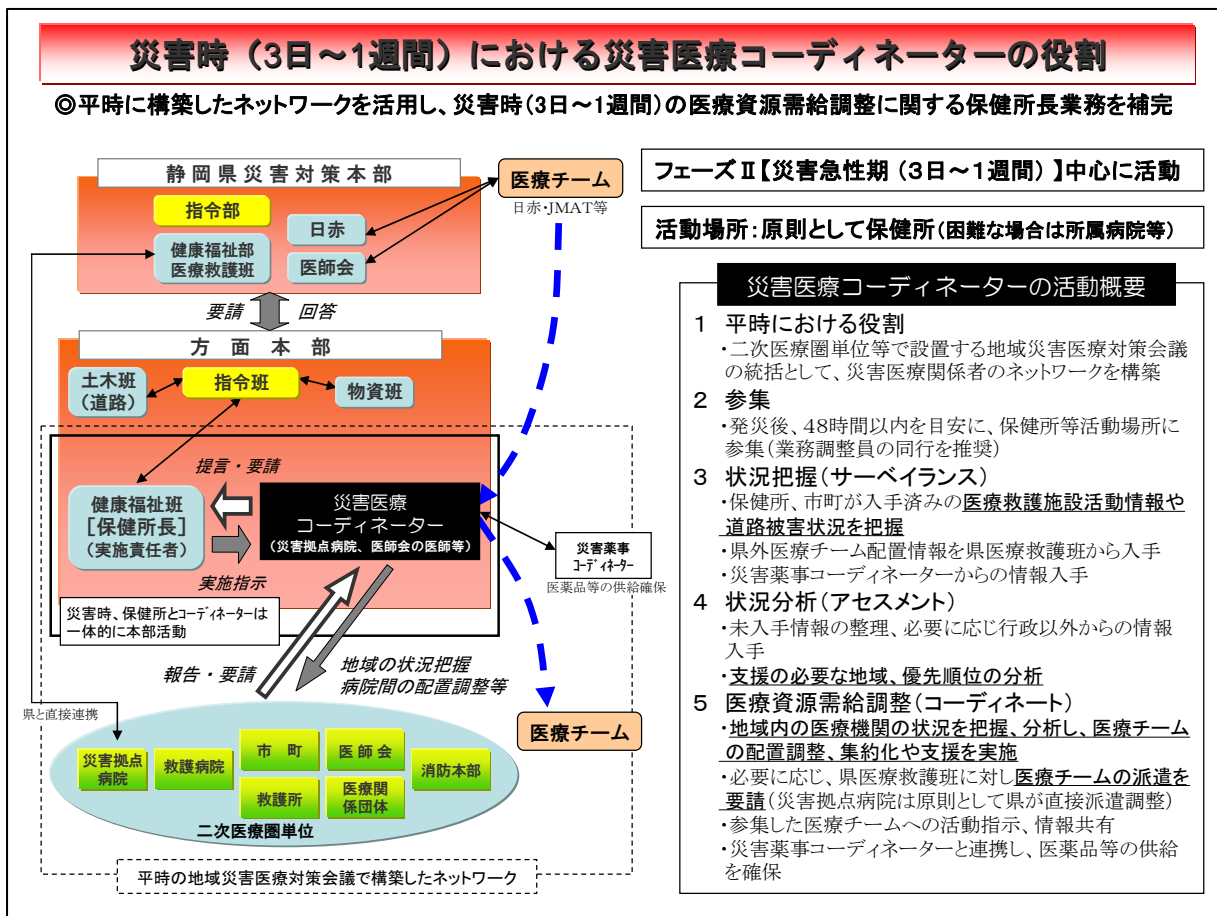 災害時（3日～1週間）における災害医療コーディネーターの役割
◎平時に構築したネットワークを活用し、災害時(3日～1週間)の医療資源需給調整に関する保健所長業務を補完
静岡県災害対策本部
指令部
健康福祉部
医療救護班
日赤
医師会
医療チーム
日赤・JMAT等
要請
回答
方面本部
土木班
(道路)
指令班
物資班
提言・要請
健康福祉班
[保健所長]
(実施責任者)
災害医療
コーディネーター
(災害拠点病院、医師会の医師等)
実施指示
災害薬事
ｺｰﾃﾞｨﾈｰﾀｰ
医薬品等の供給確保
災害時、保健所とｺｰﾃﾞｨﾈｰﾀｰは
一体的に本部活動
報告・要請
地域の状況把握
病院間の配置調整等
県と直接連携
医療チーム
災害拠点
病院
救護病院
市町
医師会
消防本部
救護所
医療関
係団体
二次医療圏単位
平時の地域災害医療対策会議で構築したネットワーク
フェーズⅡ【災害急性期（3日～1週間）】中心に活動
活動場所：原則として保健所(困難な場合は所属病院等)
災害医療コーディネーターの活動概要
1 平時における役割
・二次医療圏単位等で設置する地域災害医療対策会議
の統括として、災害医療関係者のネットワークを構築
2 参集
・発災後、48時間以内を目安に、保健所等活動場所に
参集(業務調整員の同行を推奨)
3 状況把握(サーベイランス)
・保健所、市町が入手済みの医療救護施設活動情報や
道路被害状況を把握
・県外医療チーム配置情報を県医療救護班から入手
・災害薬事コーディネーターからの情報入手
4 状況分析(アセスメント)
・未入手情報の整理、必要に応じ行政以外からの情報
入手
・支援の必要な地域、優先順位の分析
5 医療資源需給調整(コーディネート)
・地域内の医療機関の状況を把握、分析し、医療チーム
の配置調整、集約化や支援を実施
・必要に応じ、県医療救護班に対し医療チームの派遣を
要請(災害拠点病院は原則として県が直接派遣調整)
・参集した医療チームへの活動指示、情報共有
・災害薬事コーディネーターと連携し、医薬品等の供給
を確保